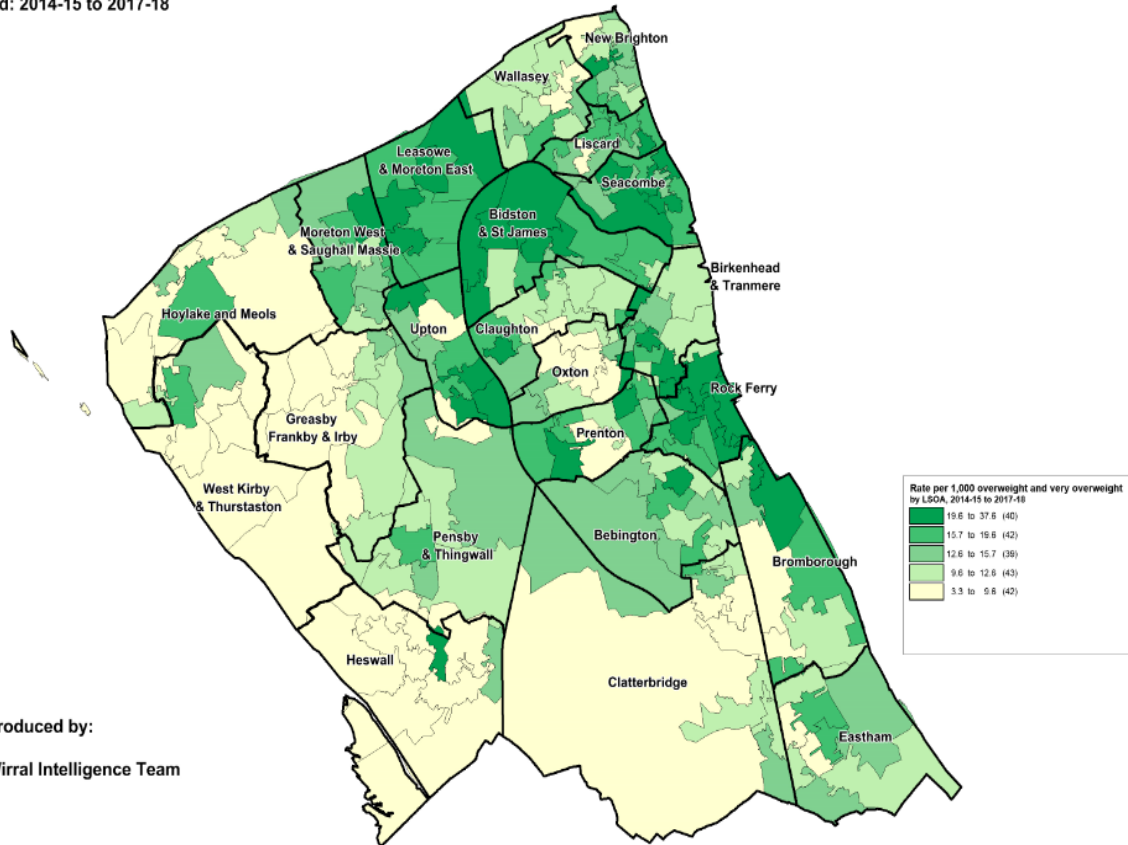 d: 2014-15 to 2017-18
New Brighton
Wallasey
Liscard
Leasowe
& Moreton East
Seacombe
Bidston
& St James
Moreton West
& Saughall Massie
Birkenhead
& Tranmere
Hoylake and Meols
Upton
Claughton
Oxton
Rock Ferry
Greasby
Frankby & Irby
Prenton
West Kirby
& Thurstaston
Pensby
& Thingwall
Bebington
Bromborough
Heswall
Clatterbridge
Eastham
Rate per 1,000 overweight and very overweight
by LSOA, 2014-15 to 2017-18
19.6 to 37.6 (40)
15.7 to 19.6 (42)
12.6 to 15.7 (39)
9.6 to 12.6 (43)
3.3 to 9.6 (42)
roduced by:
irral Intelligence Team